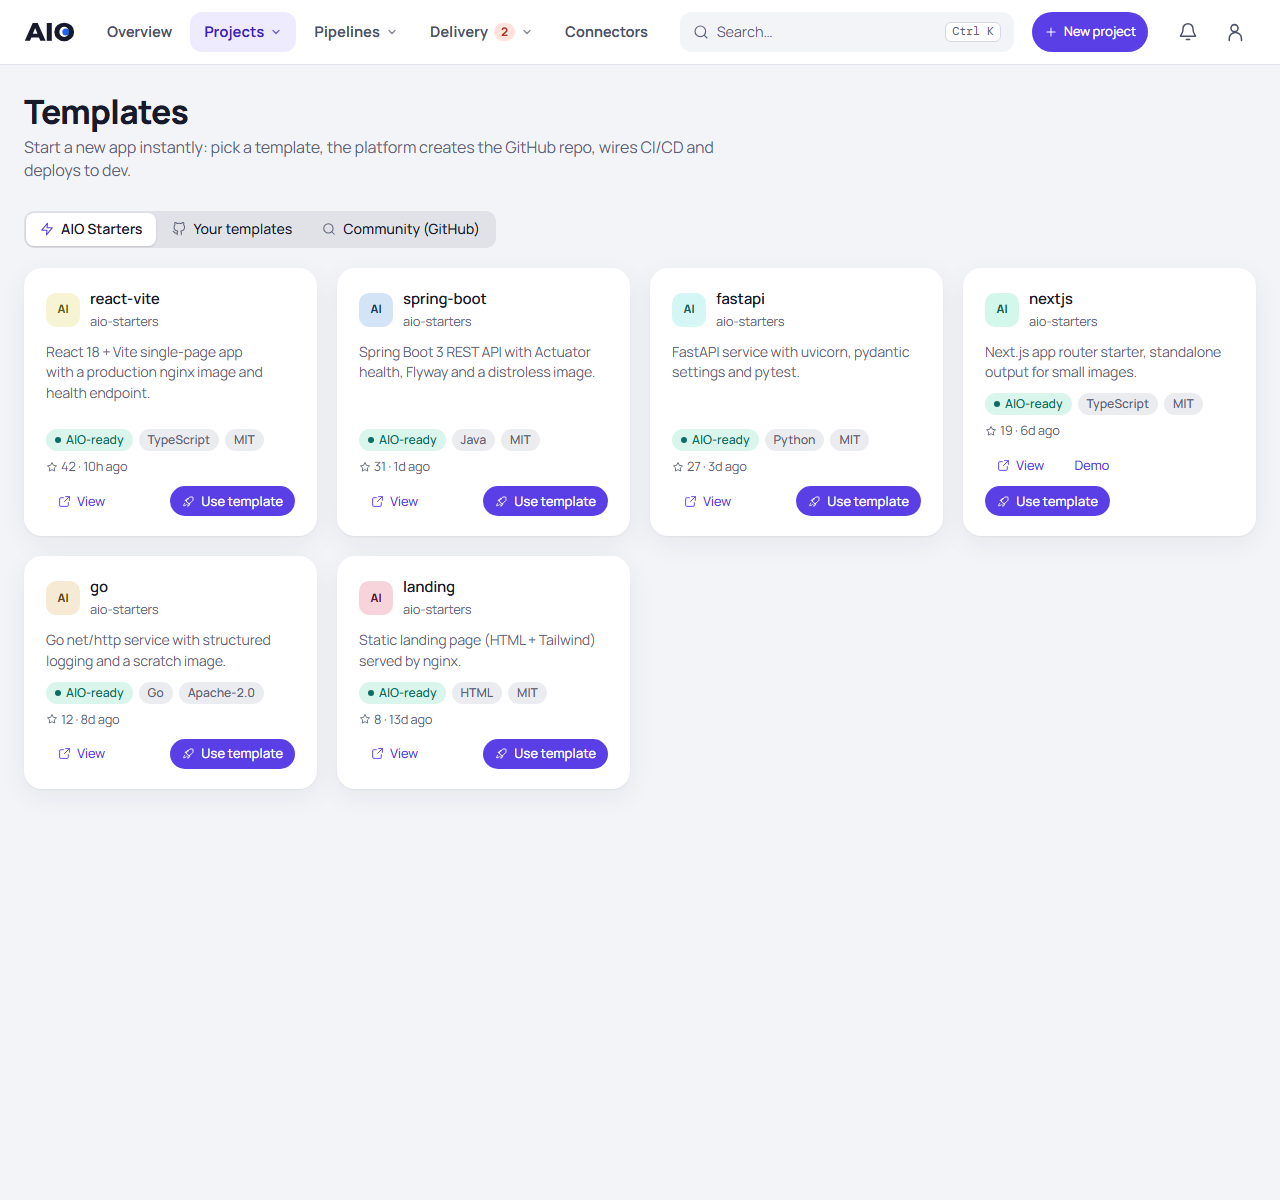 AIO
Overview
Projects
Pipelines
Delivery 2
Connectors
Search...
Ctrl K
New project
Templates
Start a new app instantly: pick a template, the platform creates the GitHub repo, wires CI/CD and
deploys to dev.
AIO Starters
Your templates
Community (GitHub)
AI
react-vite
aio-starters
React 18 + Vite single-page app
with a production nginx image and
health endpoint.
AIO-ready TypeScript MIT
42 · 10h ago
View
Use template
AI
spring-boot
aio-starters
Spring Boot 3 REST API with Actuator
health, Flyway and a distroless image.
AIO-ready Java MIT
31 · 1d ago
View
Use template
AI
fastapi
aio-starters
FastAPI service with uvicorn, pydantic
settings and pytest.
AIO-ready Python MIT
27 · 3d ago
View
Use template
AI
nextjs
aio-starters
Next.js app router starter, standalone
output for small images.
AIO-ready TypeScript MIT
19 · 6d ago
View Demo
Use template
AI
go
aio-starters
Go net/http service with structured
logging and a scratch image.
AIO-ready Go Apache-2.0
12 · 8d ago
View
Use template
AI
landing
aio-starters
Static landing page (HTML + Tailwind)
served by nginx.
AIO-ready HTML MIT
8 · 13d ago
View
Use template